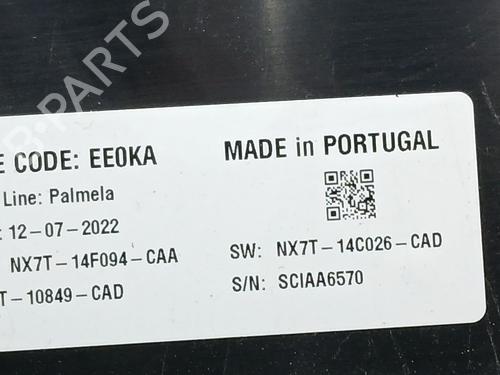 E CODE: EE0KA
MADE in PORTUGAL
Line: Palmela
: 12-07-2022
NX7T-14F094-CAA
T-10849-CAD
SW: NX7T-14C026-CAD
S/N: SCIAA6570